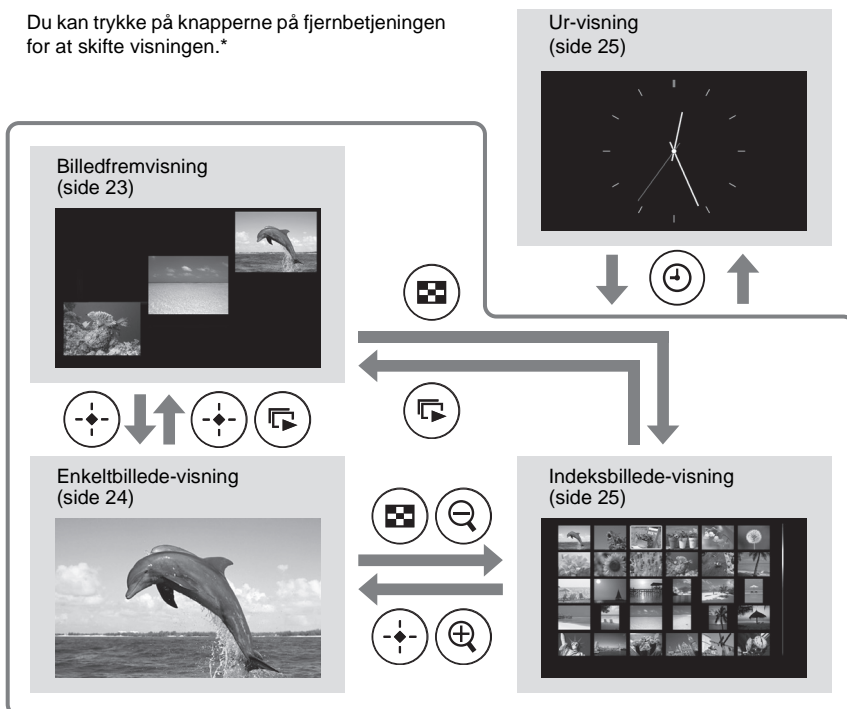 Du kan trykke på knapperne på fjernbetjeningen
for at skifte visningen.*
Ur-visning
(side 25)
Billedfremvisning
(side 23)
Enkeltbillede-visning
(side 24)
Indeksbillede-visning
(side 25)